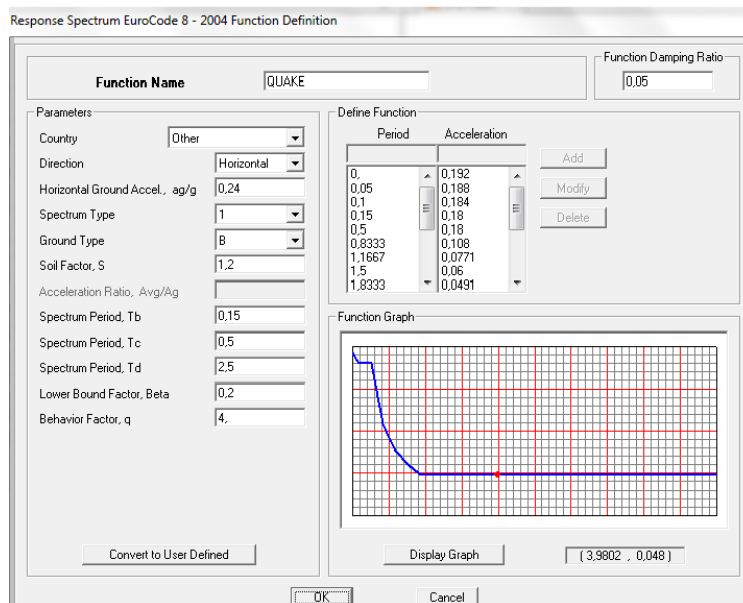 Response Spectrum EuroCode 8 - 2004 Function Definition
Function Damping Ratio
Function Name QUAKE 0,05
Parameters
Country Other
Direction Horizontal
Horizontal Ground Accel., ag/g 0,24
Spectrum Type 1
Ground Type B
Soil Factor, S 1,2
Acceleration Ratio, Avg/Ag
Spectrum Period, Tb 0,15
Spectrum Period, Tc 0,5
Spectrum Period, Td 2,5
Lower Bound Factor, Beta 0,2
Behavior Factor, q 4,
Convert to User Defined
Define Function
Period Acceleration
0, 0,192
0,05 0,188
0,1 0,184
0,15 0,18
0,5 0,18
0,8333 0,108
1,1667 0,0771
1,5 0,06
1,8333 0,0491
Add
Modify
Delete
Function Graph
Display Graph (3,9802 , 0,048 )
OK Cancel